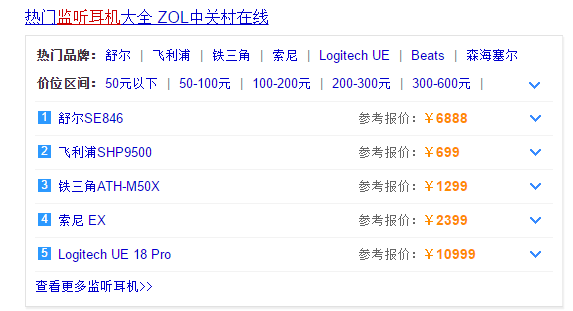 热门监听耳机大全 ZOL中关村在线
热门品牌：舒尔 | 飞利浦 | 铁三角 | 索尼 | Logitech UE | Beats | 森海塞尔
价位区间：50元以下 | 50-100元 | 100-200元 | 200-300元 | 300-600元 |
1 舒尔SE846 参考报价：￥6888
2 飞利浦SHP9500 参考报价：￥699
3 铁三角ATH-M50X 参考报价：￥1299
4 索尼 EX 参考报价：￥2399
5 Logitech UE 18 Pro 参考报价：￥10999
查看更多监听耳机>>